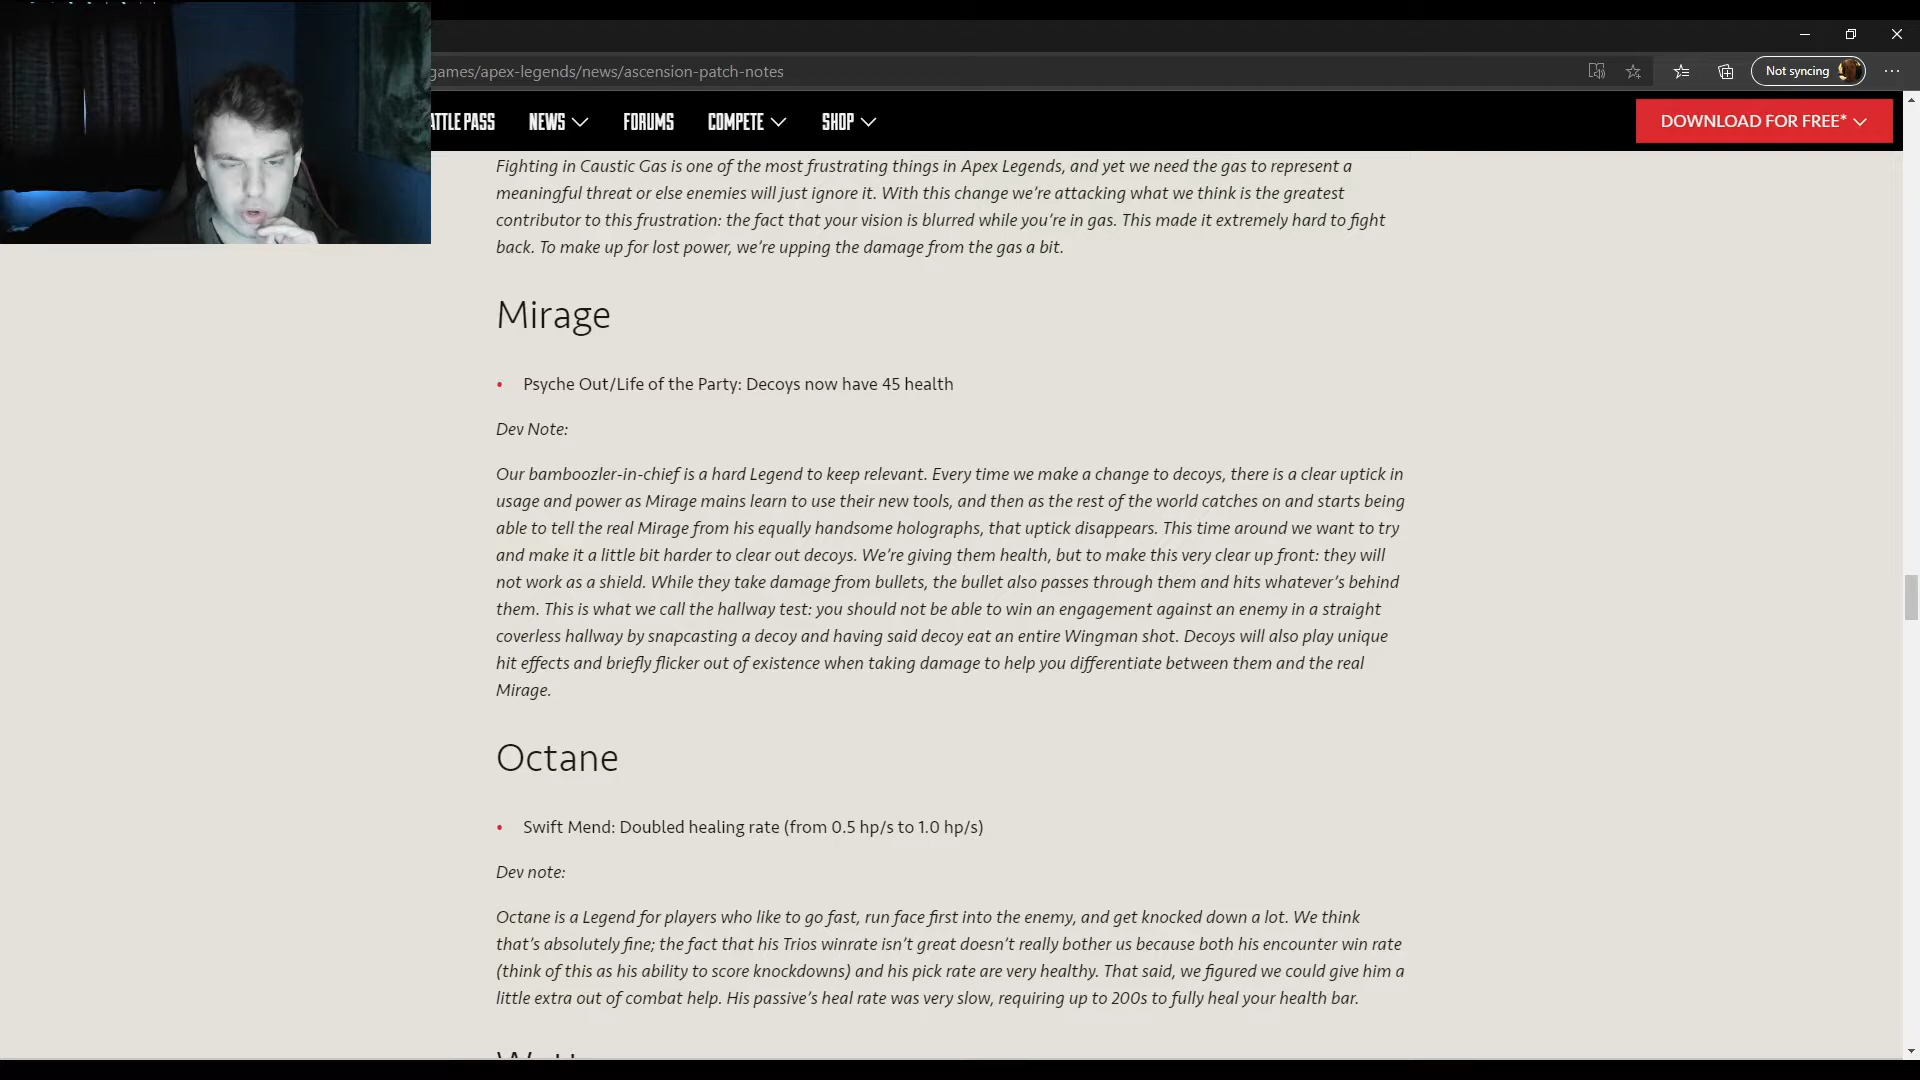 games/apex-legends/news/ascension-patch-notes
Not syncing
ATTLE PASS NEWS FORUMS COMPETE SHOP
DOWNLOAD FOR FREE*
Fighting in Caustic Gas is one of the most frustrating things in Apex Legends, and yet we need the gas to represent a
meaningful threat or else enemies will just ignore it. With this change we’re attacking what we think is the greatest
contributor to this frustration: the fact that your vision is blurred while you’re in gas. This made it extremely hard to fight
back. To make up for lost power, we’re upping the damage from the gas a bit.
Mirage
• Psyche Out/Life of the Party: Decoys now have 45 health
Dev Note:
Our bamboozler-in-chief is a hard Legend to keep relevant. Every time we make a change to decoys, there is a clear uptick in
usage and power as Mirage mains learn to use their new tools, and then as the rest of the world catches on and starts being
able to tell the real Mirage from his equally handsome holographs, that uptick disappears. This time around we want to try
and make it a little bit harder to clear out decoys. We’re giving them health, but to make this very clear up front: they will
not work as a shield. While they take damage from bullets, the bullet also passes through them and hits whatever’s behind
them. This is what we call the hallway test: you should not be able to win an engagement against an enemy in a straight
coverless hallway by snapcasting a decoy and having said decoy eat an entire Wingman shot. Decoys will also play unique
hit effects and briefly flicker out of existence when taking damage to help you differentiate between them and the real
Mirage.
Octane
• Swift Mend: Doubled healing rate (from 0.5 hp/s to 1.0 hp/s)
Dev note:
Octane is a Legend for players who like to go fast, run face first into the enemy, and get knocked down a lot. We think
that’s absolutely fine; the fact that his Trios winrate isn’t great doesn’t really bother us because both his encounter win rate
(think of this as his ability to score knockdowns) and his pick rate are very healthy. That said, we figured we could give him a
little extra out of combat help. His passive’s heal rate was very slow, requiring up to 200s to fully heal your health bar.